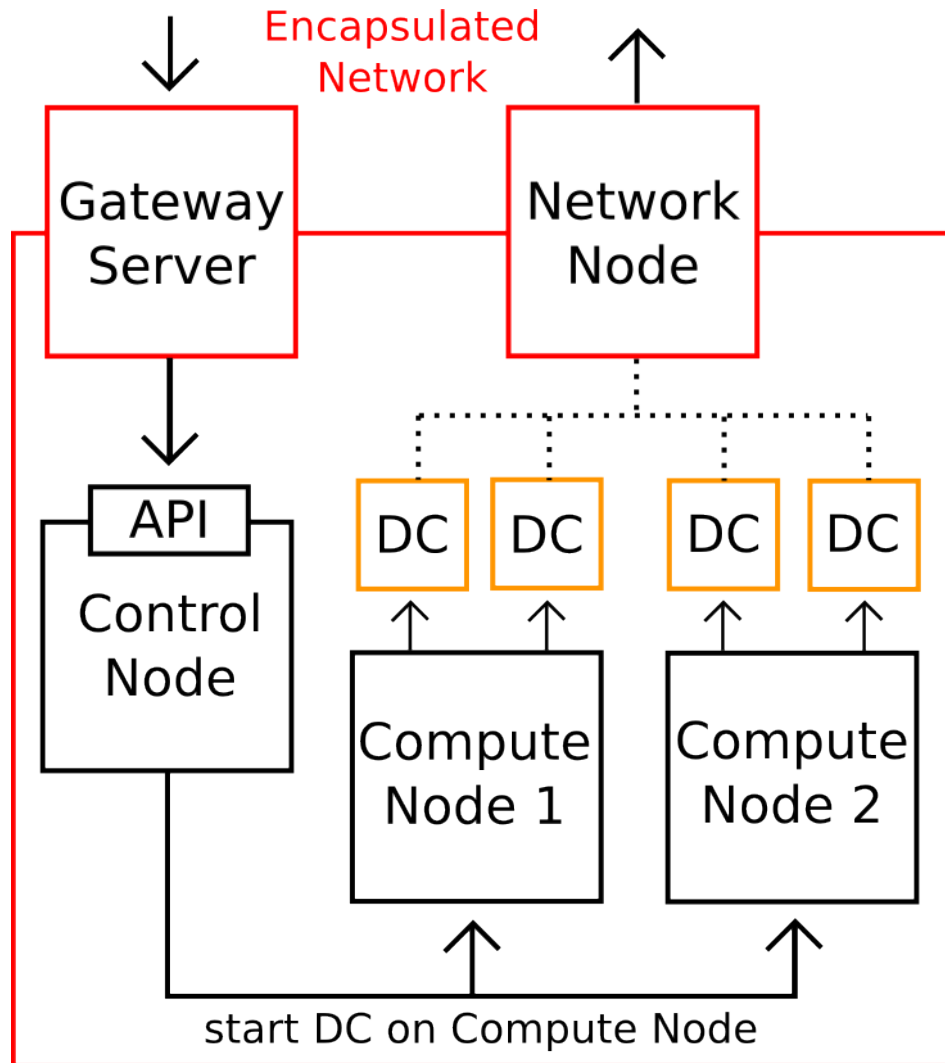 Encapsulated
Network
Gateway
Server
Network
Node
API
Control
Node
DC
DC
DC
DC
Compute
Node 1
Compute
Node 2
start DC on Compute Node